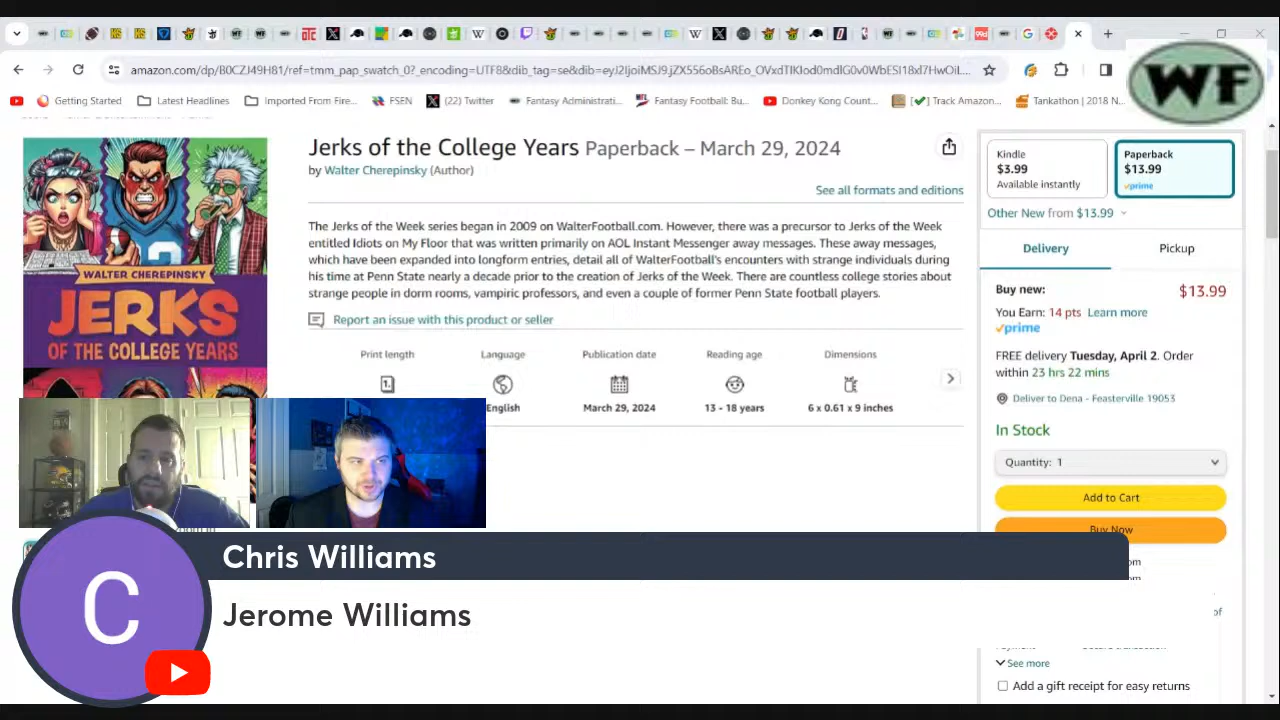 amazon.com/dp/B0CZJ49H81/ref=tmm_pap_swatch_0?_encoding=UTF8&dib_tag=se&dib=
WF
Getting Started
Latest Headlines
Imported From Fire...
FSEN
(22) Twitter
Fantasy Administrati...
Fantasy Football: Bu...
Donkey Kong Count...
[✔] Track Amazon...
Tankathon | 2018 N...
WALTER CHEREPINSKY
JERKS
OF THE COLLEGE YEARS
Jerks of the College Years Paperback – March 29, 2024
by Walter Cherepinsky (Author)
See all formats and editions
The Jerks of the Week series began in 2009 on WalterFootball.com. However, there was a precursor to Jerks of the Week
entitled Idiots on My Floor that was written primarily on AOL Instant Messenger away messages. These away messages,
which have been expanded into longform entries, detail all of WalterFootball's encounters with strange individuals during
his time at Penn State nearly a decade prior to the creation of Jerks of the Week. There are countless college stories about
strange people in dorm rooms, vampiric professors, and even a couple of former Penn State football players.
Report an issue with this product or seller
Print length
Language
Publication date
Reading age
Dimensions
English
March 29, 2024
13 - 18 years
6 x 0.61 x 9 inches
Kindle
$3.99
Available instantly
Paperback
$13.99
prime
Other New from $13.99
Delivery
Pickup
Buy new:
$13.99
You Earn: 14 pts Learn more
prime
FREE delivery Tuesday, April 2. Order
within 23 hrs 22 mins
Deliver to Dena - Feasterville 19053
In Stock
Quantity: 1
Add to Cart
Buy Now
C
Chris Williams
Jerome Williams
See more
Add a gift receipt for easy returns